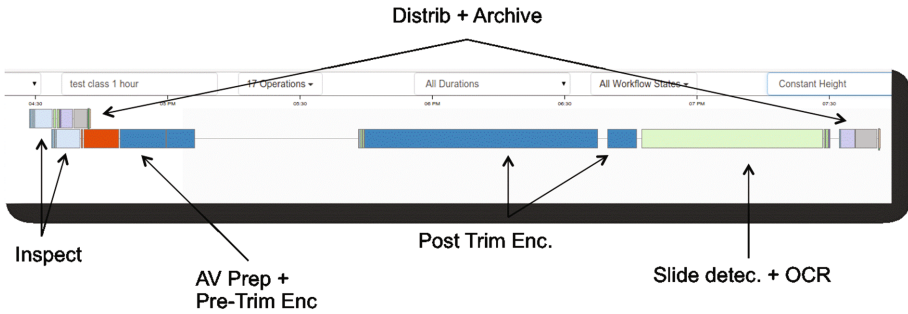 Distrib + Archive
test class 1 hour
17 Operations
All Durations
All Workflow States
Constant Height
04:30
05 PM
05:30
06 PM
06:30
07 PM
07:30
Inspect
AV Prep +
Pre-Trim Enc
Post Trim Enc.
Slide detec. + OCR